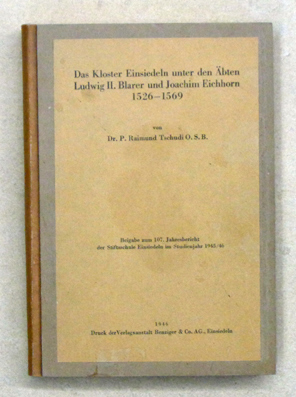 Das Kloster Einsiedeln unter den Äbten
Ludwig II. Blarer und Joachim Eichhorn
1526–1569
von
Dr. P. Raimund Tschudi O. S. B.
Beigabe zum 107. Jahresbericht
der Stiftsschule Einsiedeln im Studienjahr 1945/46
1946
Druck der Verlagsanstalt Benziger & Co. AG., Einsiedeln